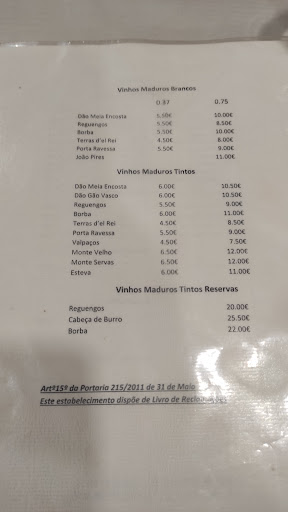 Vinhos Maduros Brancos
0.37 0.75
Dão Meia Encosta 5.00€ 10.00€
Reguengos 4.50€ 8.50€
Borba 5.50€ 10.00€
Terras d'el Rei 4.50€ 8.00€
Porta Ravessa 5.50€ 9.00€
João Pires 11.00€
Vinhos Maduros Tintos
Dão Meia Encosta 6.00€ 10.50€
Dão Gão Vasco 6.00€ 10.50€
Reguengos 5.50€ 9.00€
Borba 6.00€ 11.00€
Terras d'el Rei 4.50€ 8.50€
Porta Ravessa 5.50€ 9.00€
Valpaços 4.50€ 7.50€
Monte Velho 6.50€ 12.00€
Monte Servas 6.50€ 12.00€
Esteva 6.00€ 11.00€
Vinhos Maduros Tintos Reservas
Reguengos 20.00€
Cabeça de Burro 25.50€
Borba 22.00€
Artº15º da Portaria 215/2011 de 31 de Maio
Este estabelecimento dispõe de Livro de Reclamações